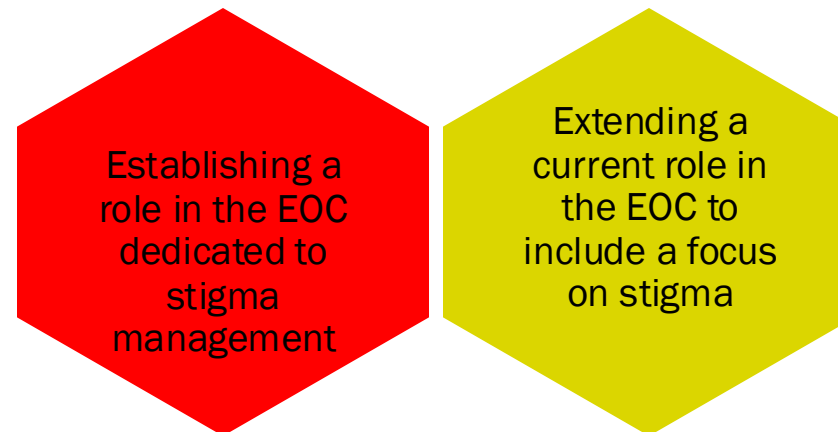 Establishing a
role in the EOC
dedicated to
stigma
management
Extending a
current role in
the EOC to
include a focus
on stigma